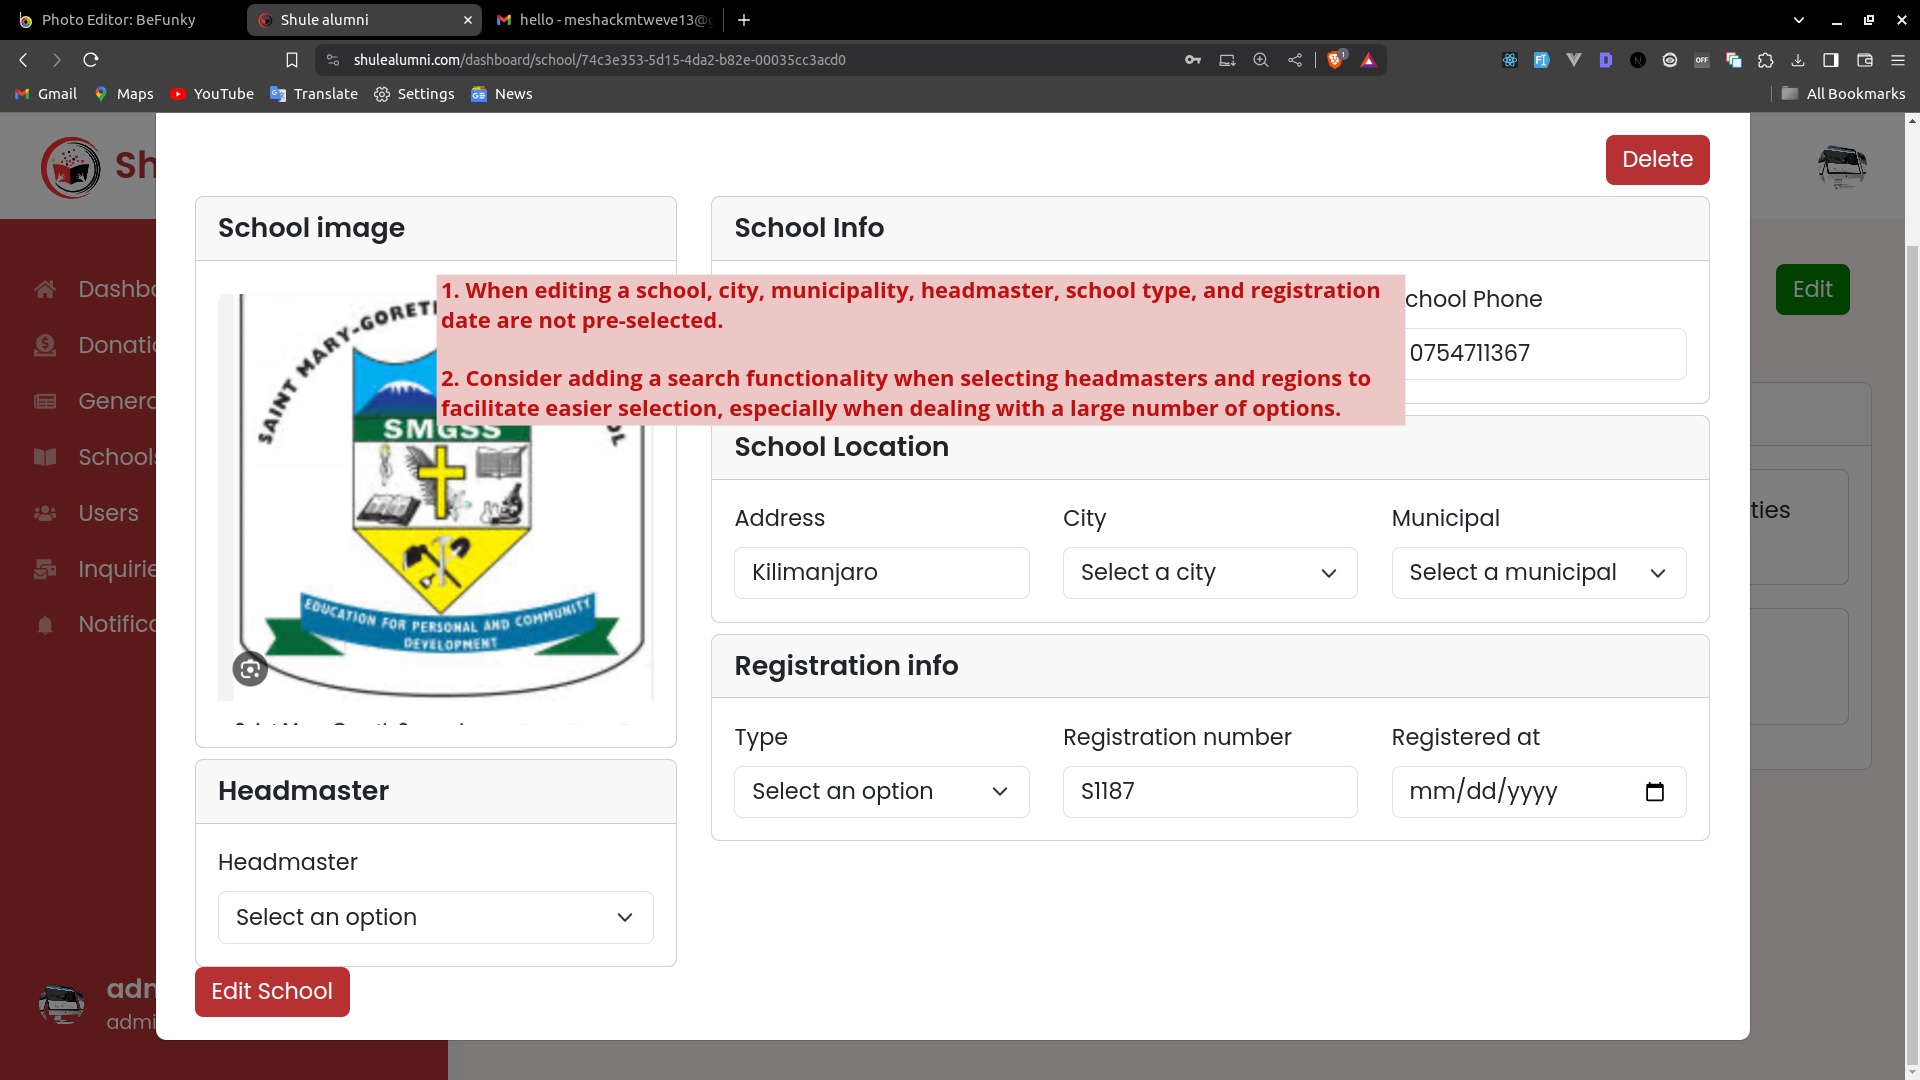 Photo Editor: BeFunky
Shule alumni
hello - meshackmtweve13@
shulealumni.com/dashboard/school/74c3e353-5d15-4da2-b82e-00035cc3acd0
1
OFF
Gmail
Maps
YouTube
Translate
Settings
News
All Bookmarks
Sh
Delete
Dashbo
Donatio
Genera
Schools
Users
Inquirie
Notifica
adm
admi
School image
SAINT MARY-GORETI
OL
SMGSS
EDUCATION FOR PERSONAL AND COMMUNITY
DEVELOPMENT
Headmaster
Headmaster
Select an option
Edit School
School Info
1. When editing a school, city, municipality, headmaster, school type, and registration
date are not pre-selected.
2. Consider adding a search functionality when selecting headmasters and regions to
facilitate easier selection, especially when dealing with a large number of options.
chool Phone
0754711367
School Location
Address
City
Municipal
Kilimanjaro
Select a city
Select a municipal
Registration info
Type
Registration number
Registered at
Select an option
S1187
mm/dd/yyyy
Edit
ties